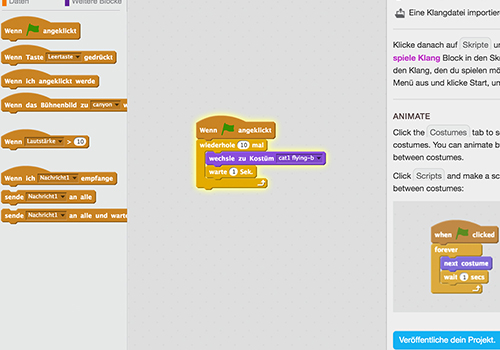 Daten
Weitere Blöcke
Wenn angeklickt
Wenn Taste Leertaste gedrückt
Wenn ich angeklickt werde
Wenn das Bühnenbild zu canyon
Wenn Lautstärke > 10
Wenn ich Nachricht1 empfange
sende Nachricht1 an alle
sende Nachricht1 an alle und warte
Wenn angeklickt
wiederhole 10 mal
wechsle zu Kostüm cat1 flying-b
warte 1 Sek.
Eine Klangdatei importier
Klicke danach auf Skripte
spiele Klang Block in den Sk
den Klang, den du spielen mö
Menü aus und klicke Start, un
ANIMATE
Click the Costumes tab to s
costumes. You can animate b
between costumes.
Click Scripts and make a sc
between costumes:
when clicked
forever
next costume
wait 1 secs
Veröffentliche dein Projekt.